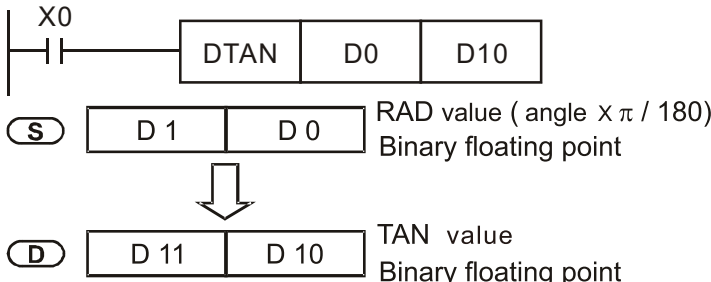 X0
DTAN D0 D10
S D 1 D 0 RAD value ( angle x π / 180)
Binary floating point
D D 11 D 10 TAN value
Binary floating point